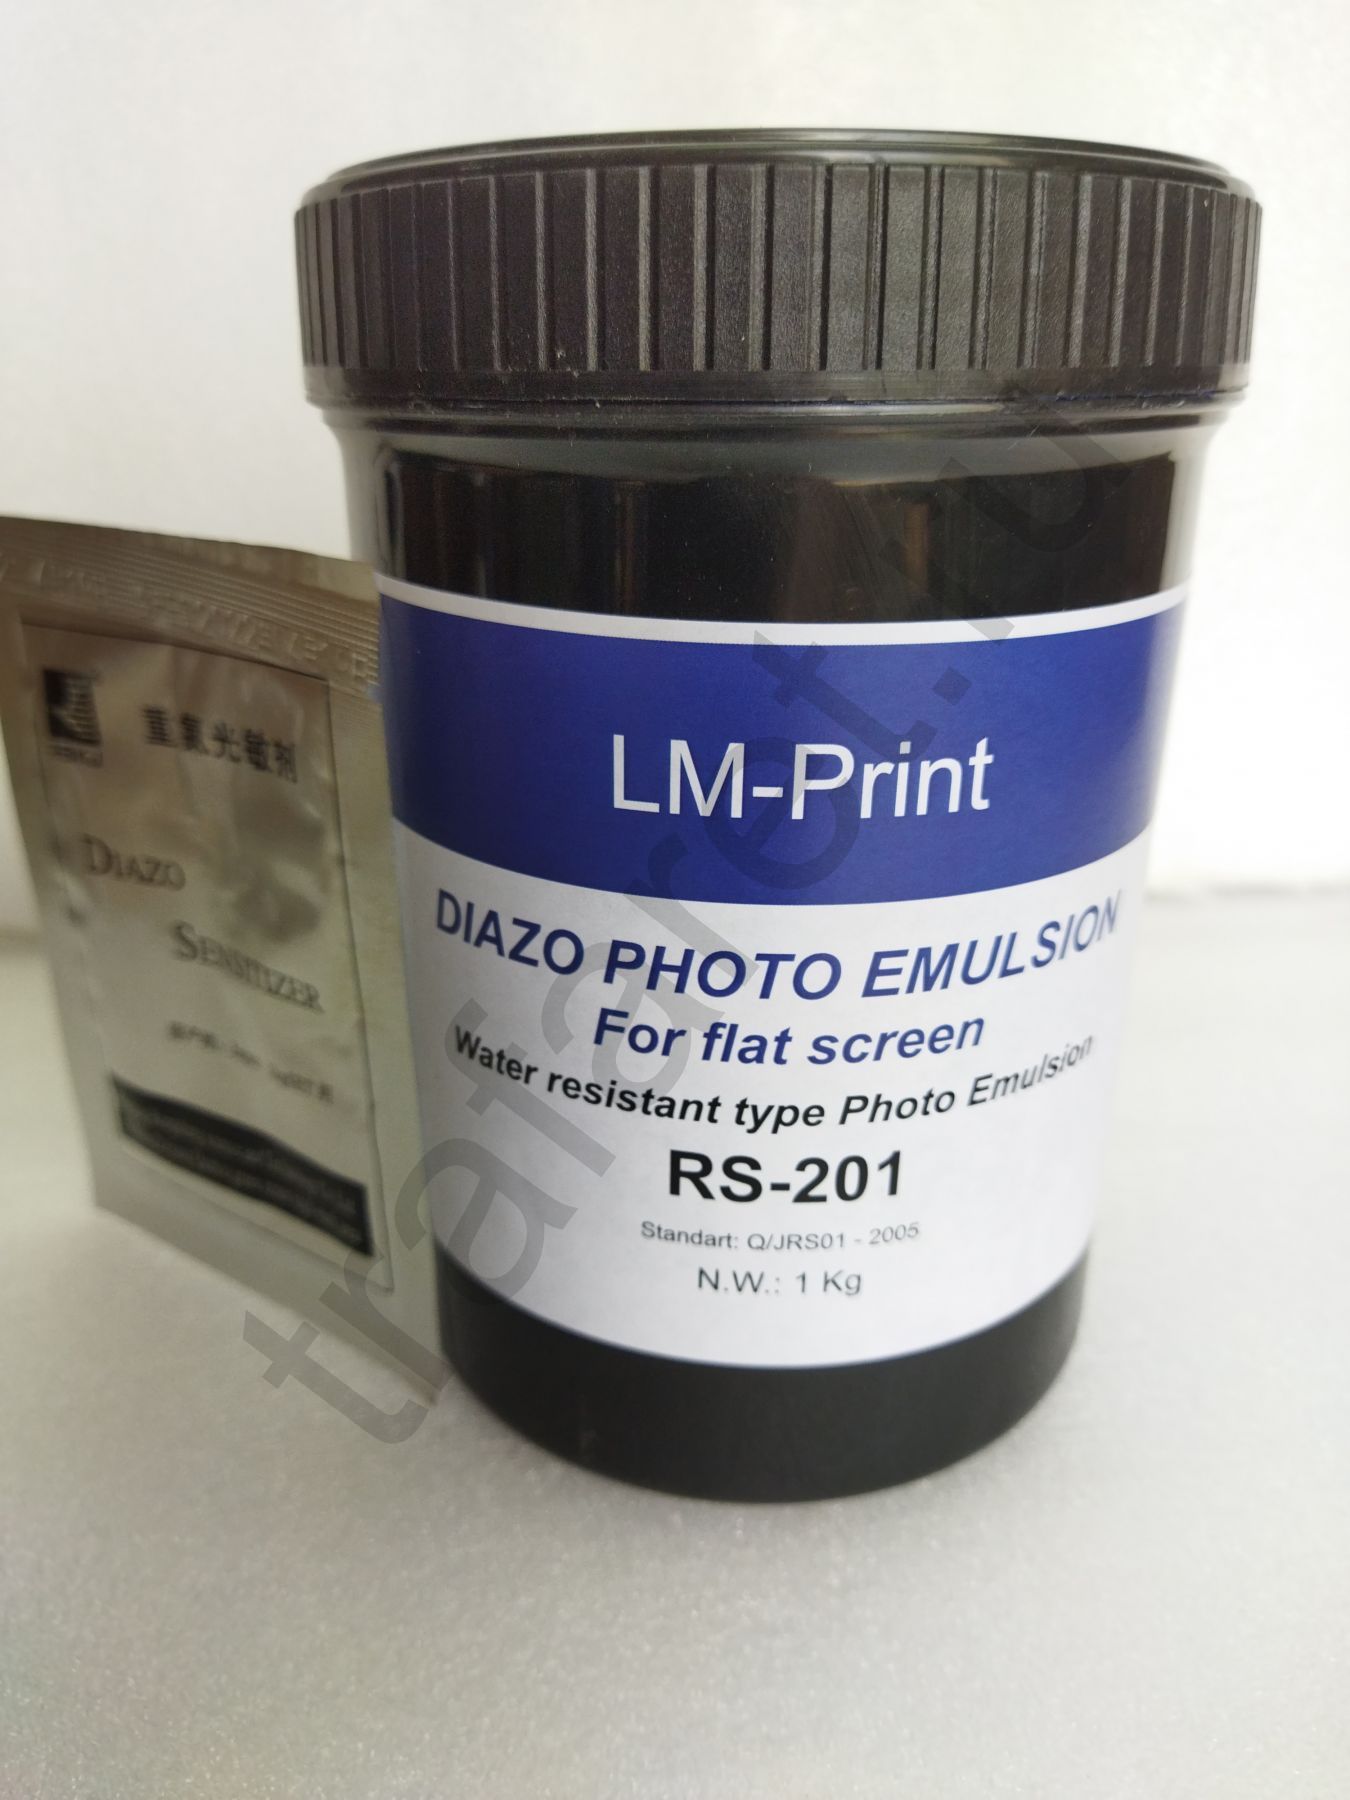 LM-Print
DIAZO PHOTO EMULSION
For flat screen
Water resistant type Photo Emulsion
RS-201
Standart: Q/JRS01 - 2005
N.W.: 1 Kg
重氮光敏剂
DIAZO
SENSITIZER
trafaret.ru